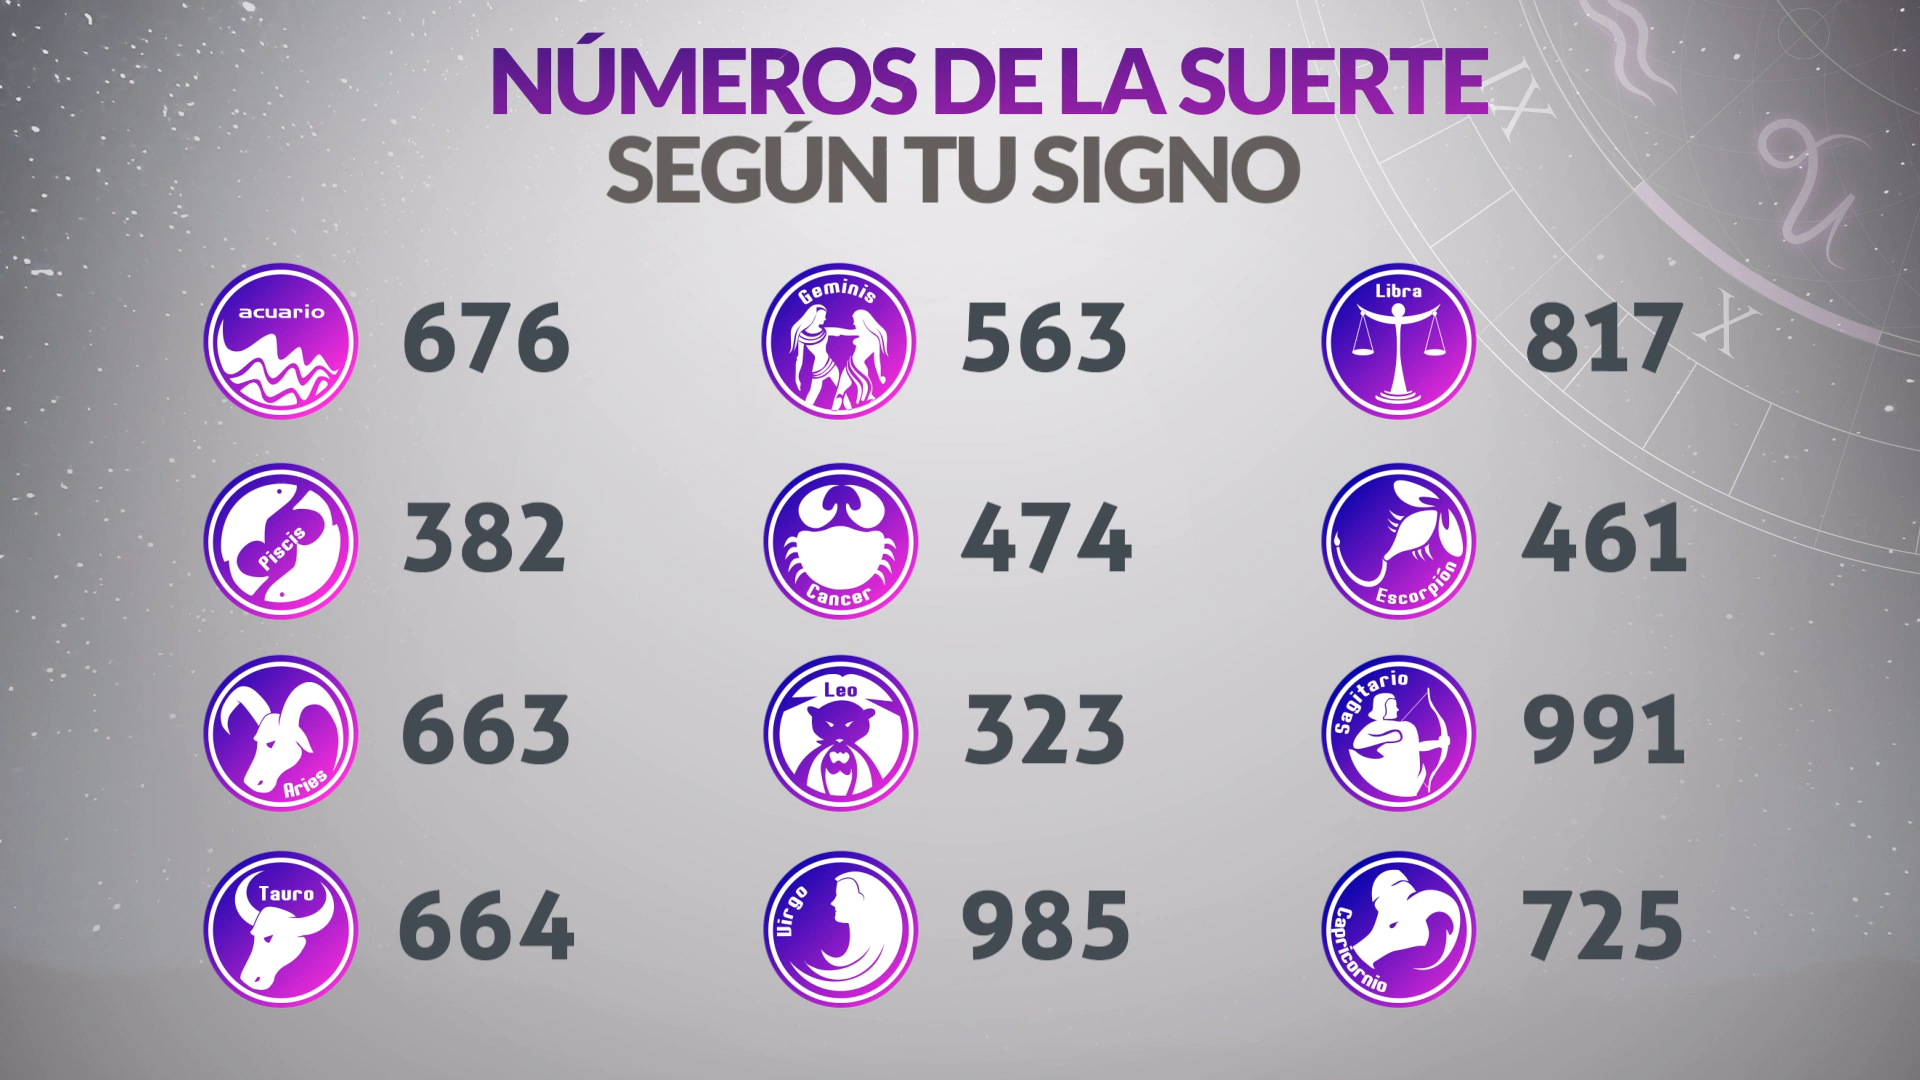 NÚMEROS DE LA SUERTE
SEGÚN TU SIGNO
acuario 676
Geminis 563
Libra 817
Piscis 382
Cancer 474
Escorpión 461
Aries 663
Leo 323
Sagitario 991
Tauro 664
Virgo 985
Capricornio 725